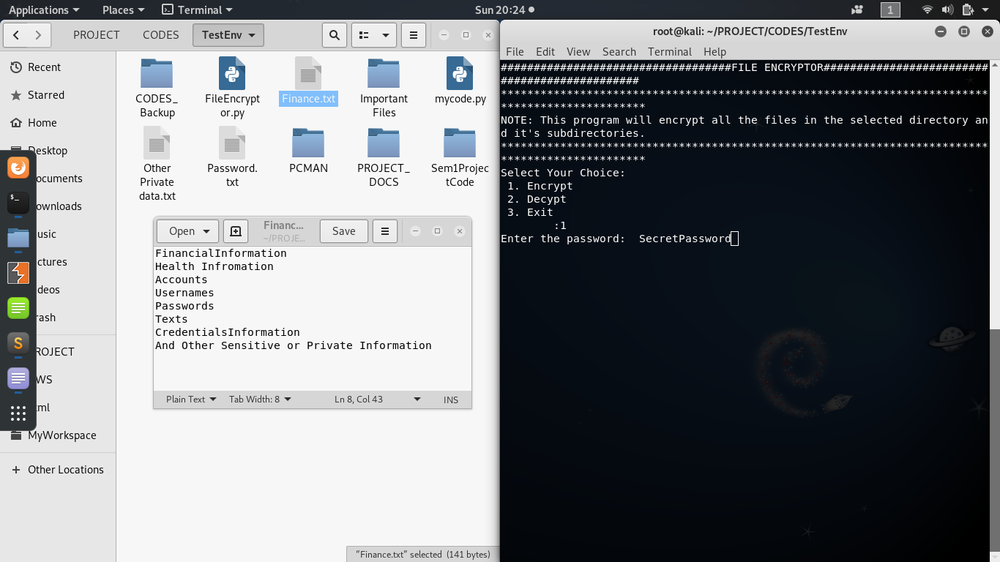 Applications Places Terminal Sun 20:24 1
PROJECT CODES TestEnv
Recent
Starred
Home
Desktop
ocuments
ownloads
usic
ctures
deos
rash
ROJECT
WS
ml
MyWorkspace
Other Locations
CODES_
Backup
FileEncrypt
or.py
Finance.txt
Important
Files
mycode.py
Other
Private
data.txt
Password.
txt
PCMAN
PROJECT_
DOCS
Sem1Projec
tCode
Open Financ... Save
~/PROJE...
FinancialInformation
Health Infromation
Accounts
Usernames
Passwords
Texts
CredentialsInformation
And Other Sensitive or Private Information
Plain Text Tab Width: 8 Ln 8, Col 43 INS
“Finance.txt” selected (141 bytes)
root@kali: ~/PROJECT/CODES/TestEnv
File Edit View Search Terminal Help
###################################FILE ENCRYPTOR#########################
#####################
**************************************************************************
**********************
NOTE: This program will encrypt all the files in the selected directory an
d it's subdirectories.
**************************************************************************
**********************
Select Your Choice:
1. Encrypt
2. Decypt
3. Exit
:1
Enter the password: SecretPassword